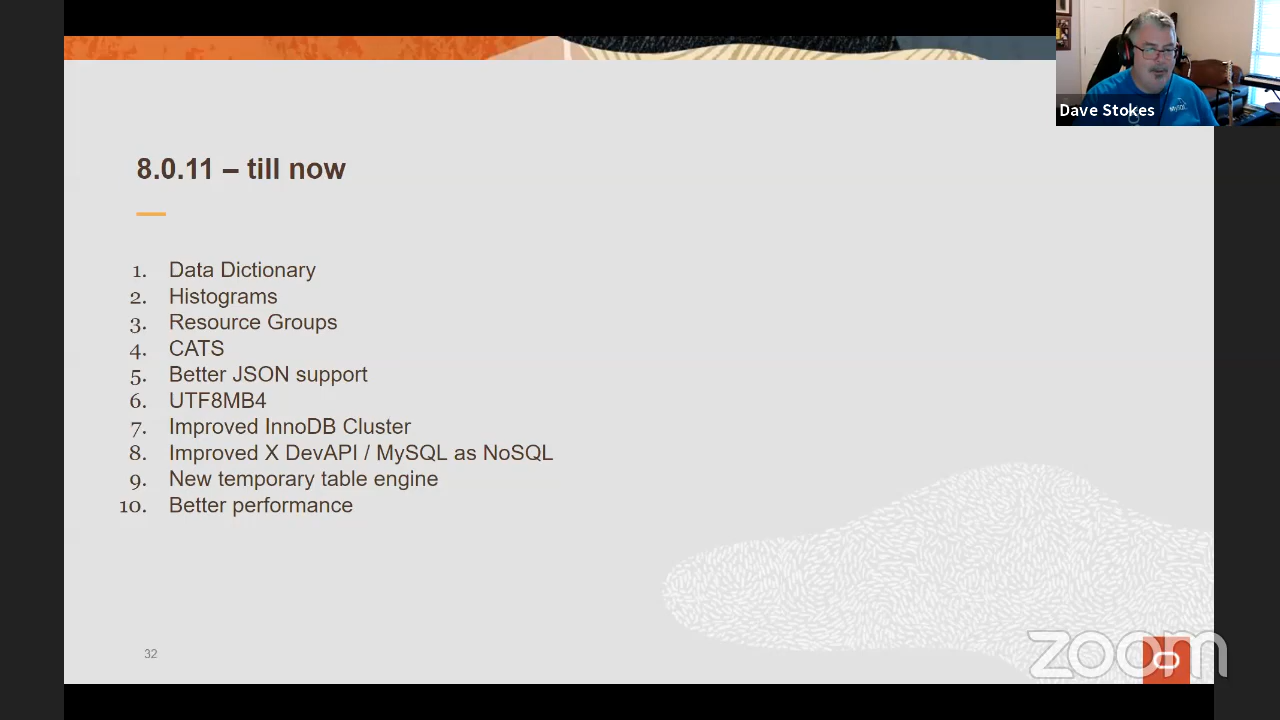 Dave Stokes
8.0.11 – till now
1. Data Dictionary
2. Histograms
3. Resource Groups
4. CATS
5. Better JSON support
6. UTF8MB4
7. Improved InnoDB Cluster
8. Improved X DevAPI / MySQL as NoSQL
9. New temporary table engine
10. Better performance
32
zoom